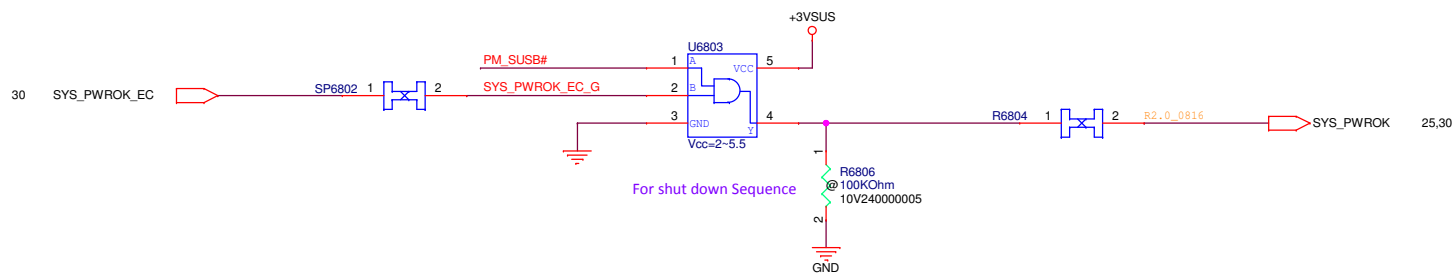 +3VSUS
U6803
PM_SUSB# 1 A VCC 5
30 SYS_PWROK_EC SP6802 1 2 SYS_PWROK_EC_G 2 B
3 GND Y 4
Vcc=2~5.5
R6804 1 2 R2.0_0816 SYS_PWROK 25,30
1
R6806
For shut down Sequence @ 100KOhm
10V240000005
2
GND